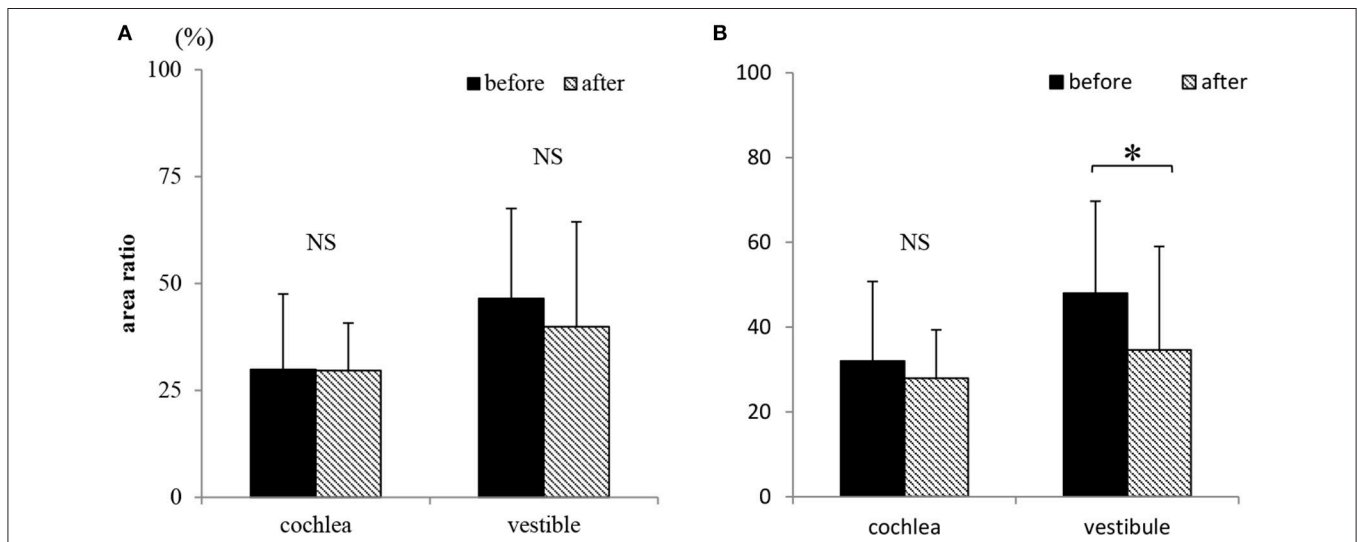 A (%)
100
75
50
25
0
area ratio
before after
NS
NS
cochlea vestible
B
100
80
60
40
20
0
before after
NS
*
cochlea vestibule